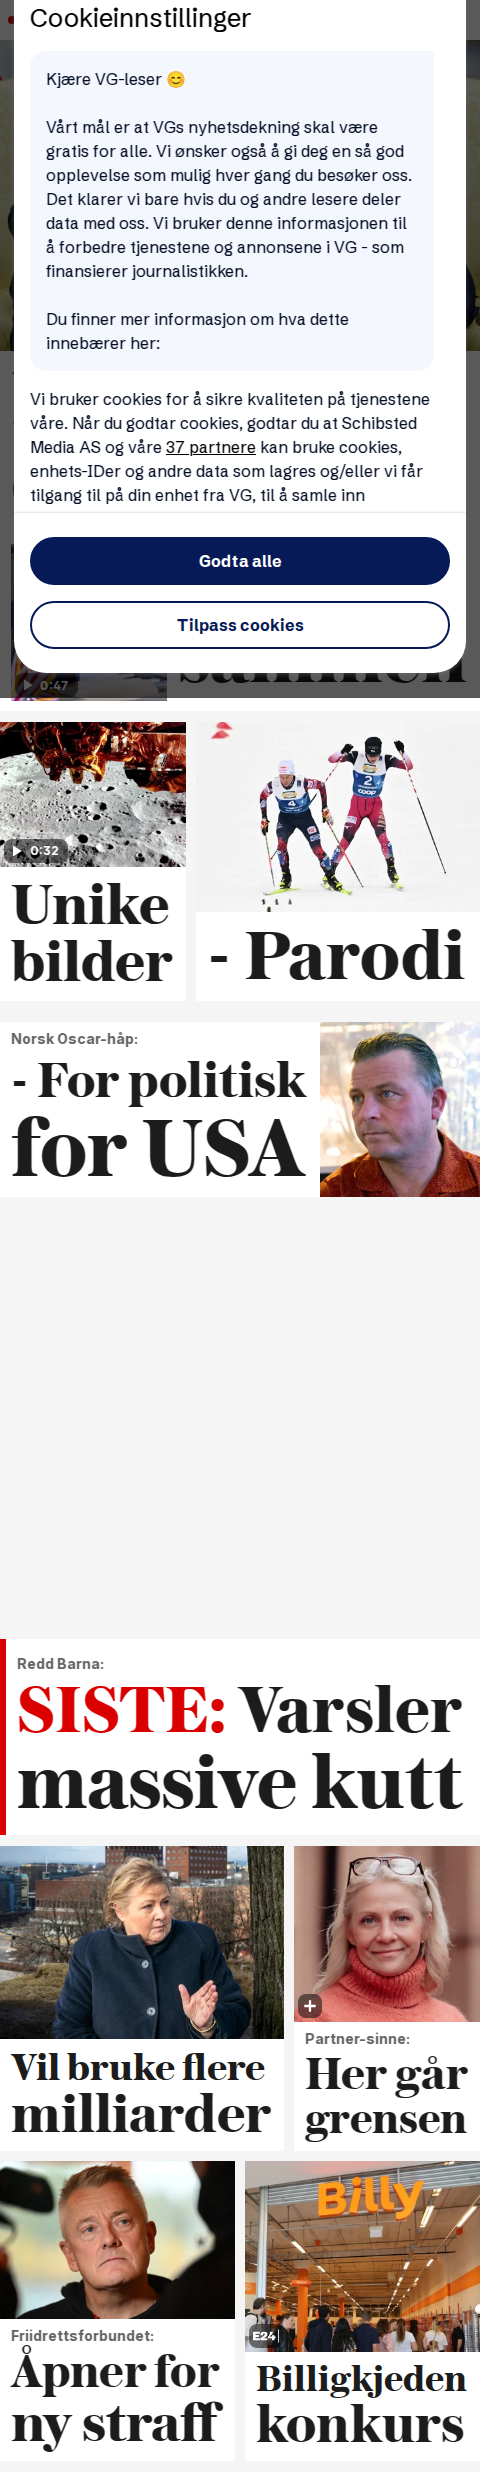 Cookieinnstillinger
Kjære VG-leser 😊
Vårt mål er at VGs nyhetsdekning skal være
gratis for alle. Vi ønsker også å gi deg en så god
opplevelse som mulig hver gang du besøker oss.
Det klarer vi bare hvis du og andre lesere deler
data med oss. Vi bruker denne informasjonen til
å forbedre tjenestene og annonsene i VG - som
finansierer journalistikken.
Du finner mer informasjon om hva dette
innebærer her:
Vi bruker cookies for å sikre kvaliteten på tjenestene
våre. Når du godtar cookies, godtar du at Schibsted
Media AS og våre 37 partnere kan bruke cookies,
enhets-IDer og andre data som lagres og/eller vi får
tilgang til på din enhet fra VG, til å samle inn
Godta alle
Tilpass cookies
sammen
0:47
0:32
4
2
coop
Unike
bilder
- Parodi
Norsk Oscar-håp:
- For politisk
for USA
Redd Barna:
SISTE: Varsler
massive kutt
Vil bruke flere
milliarder
Partner-sinne:
Her går
grensen
Friidrettsforbundet:
Åpner for
ny straff
Billy
E24
Billigkjeden
konkurs